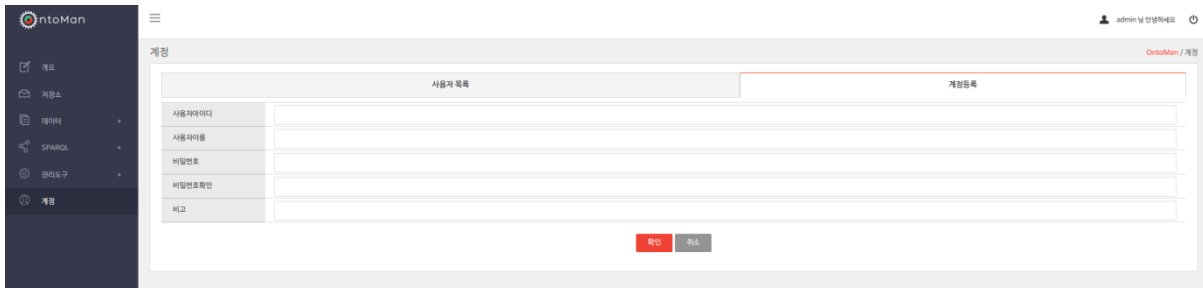 OntoMan
admin 님 안녕하세요
계정
OntoMan / 계정
개요
저장소
데이터 +
SPARQL +
관리도구 +
계정
사용자 목록
계정등록
사용자아이디
사용자이름
비밀번호
비밀번호확인
비고
확인
취소